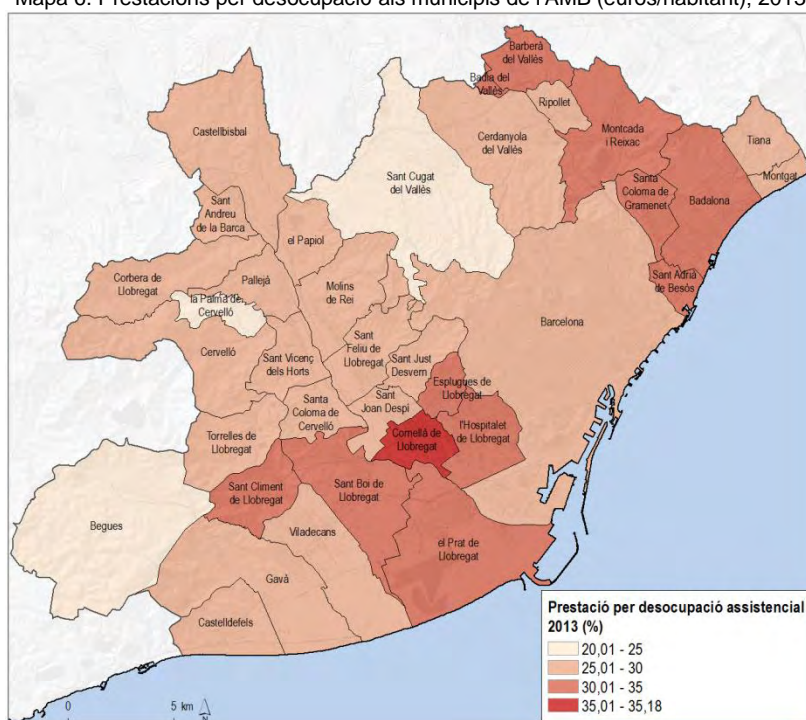 Mapa 6. Prestacions per desocupació als municipis de l'AMB (euros/habitant), 2013
Barberà
del Vallès
Badia del
Vallès
Ripollet
Castellbisbal
Cerdanyola
del Vallès
Montcada
i Reixac
Tiana
Montgat
Sant Cugat
del Vallès
Santa
Coloma de
Gramenet
Badalona
Sant
Andreu
de la Barca
el Papiol
Corbera de
Llobregat
Pallejà
Molins
de Rei
Sant Adrià
de Besòs
la Palma de
Cervelló
Barcelona
Cervelló
Sant Vicenç
dels Horts
Sant
Feliu de
Llobregat
Sant Just
Desvern
Esplugues de
Llobregat
Santa
Coloma de
Cervelló
Sant
Joan Despí
Cornellà de
Llobregat
l'Hospitalet
de Llobregat
Torrelles de
Llobregat
Sant Climent
de Llobregat
Sant Boi de
Llobregat
Begues
Viladecans
el Prat de
Llobregat
Gavà
Castelldefels
Prestació per desocupació assistencial
2013 (%)
20,01 - 25
25,01 - 30
30,01 - 35
35,01 - 35,18
0 5 km
N